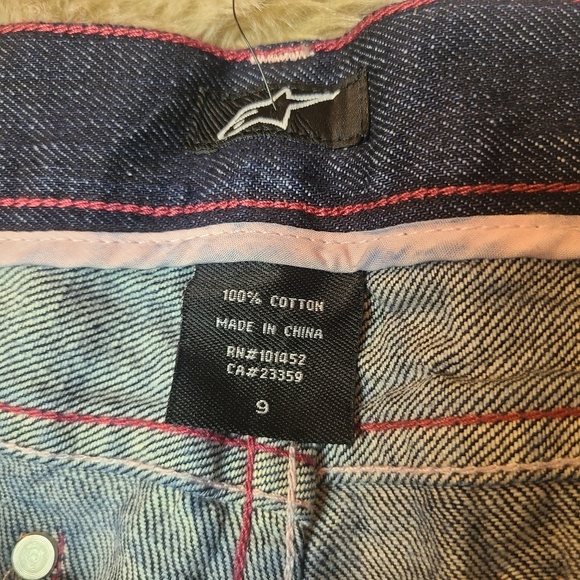 100% COTTON
MADE IN CHINA
RN#101452
CA#23359
9